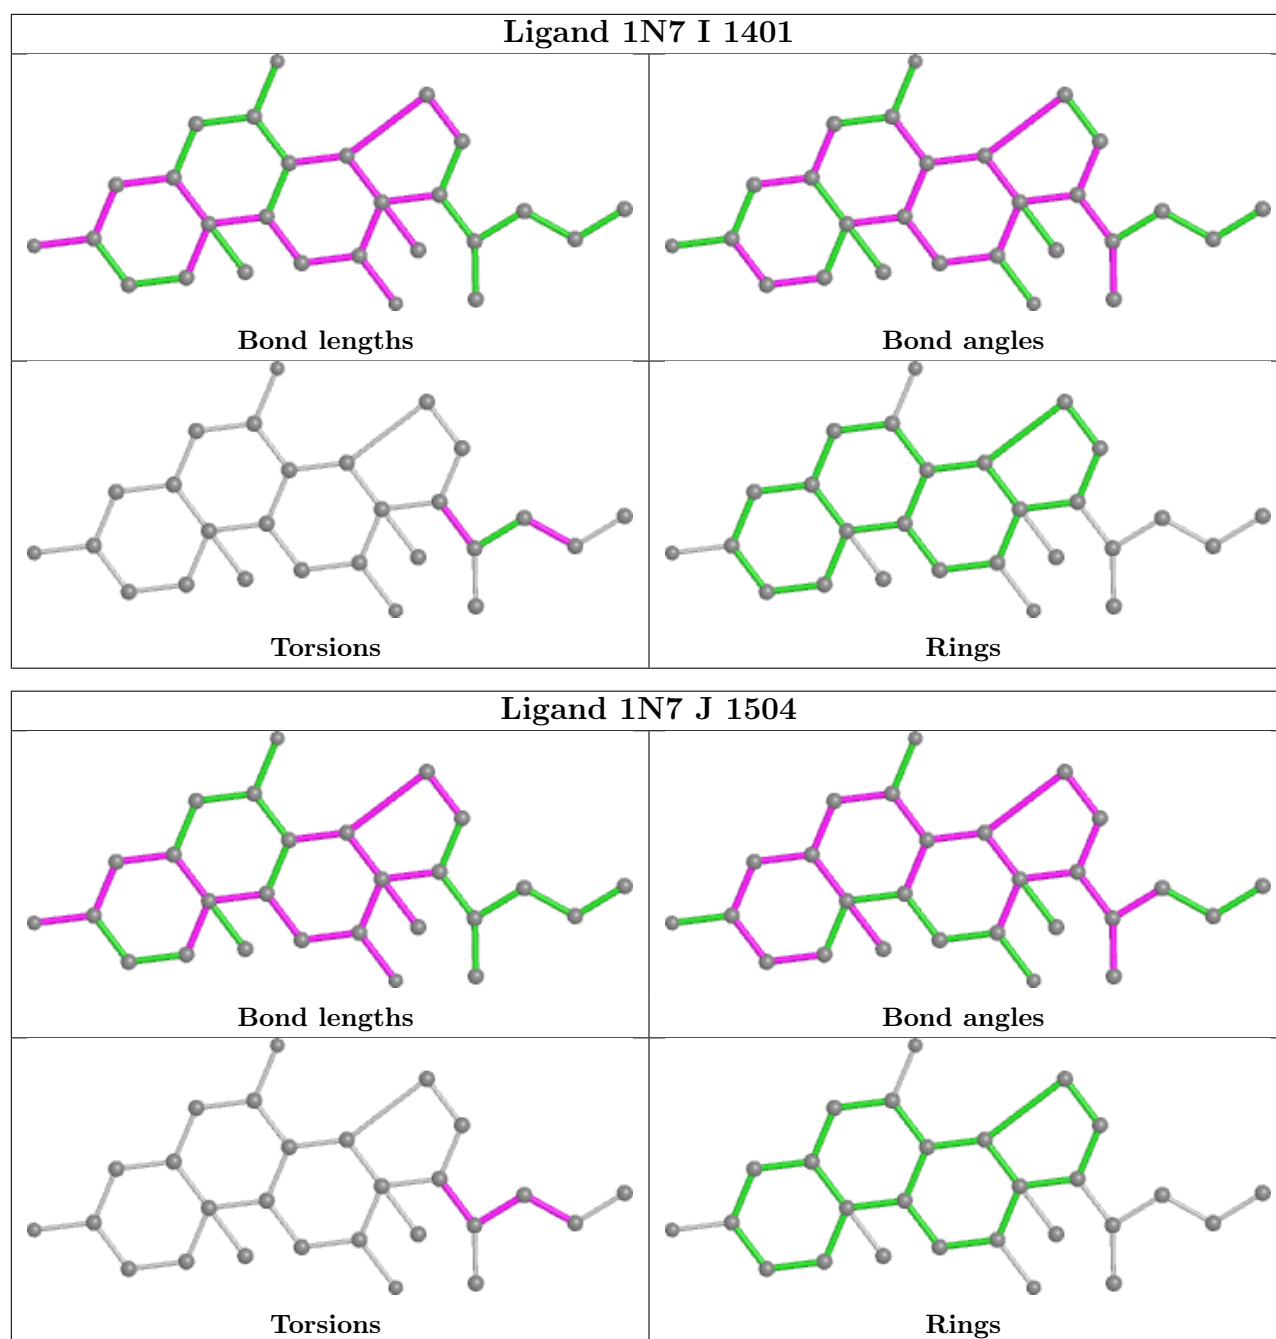 Ligand 1N7 I 1401
Bond lengths
Bond angles
Torsions
Rings
Ligand 1N7 J 1504
Bond lengths
Bond angles
Torsions
Rings